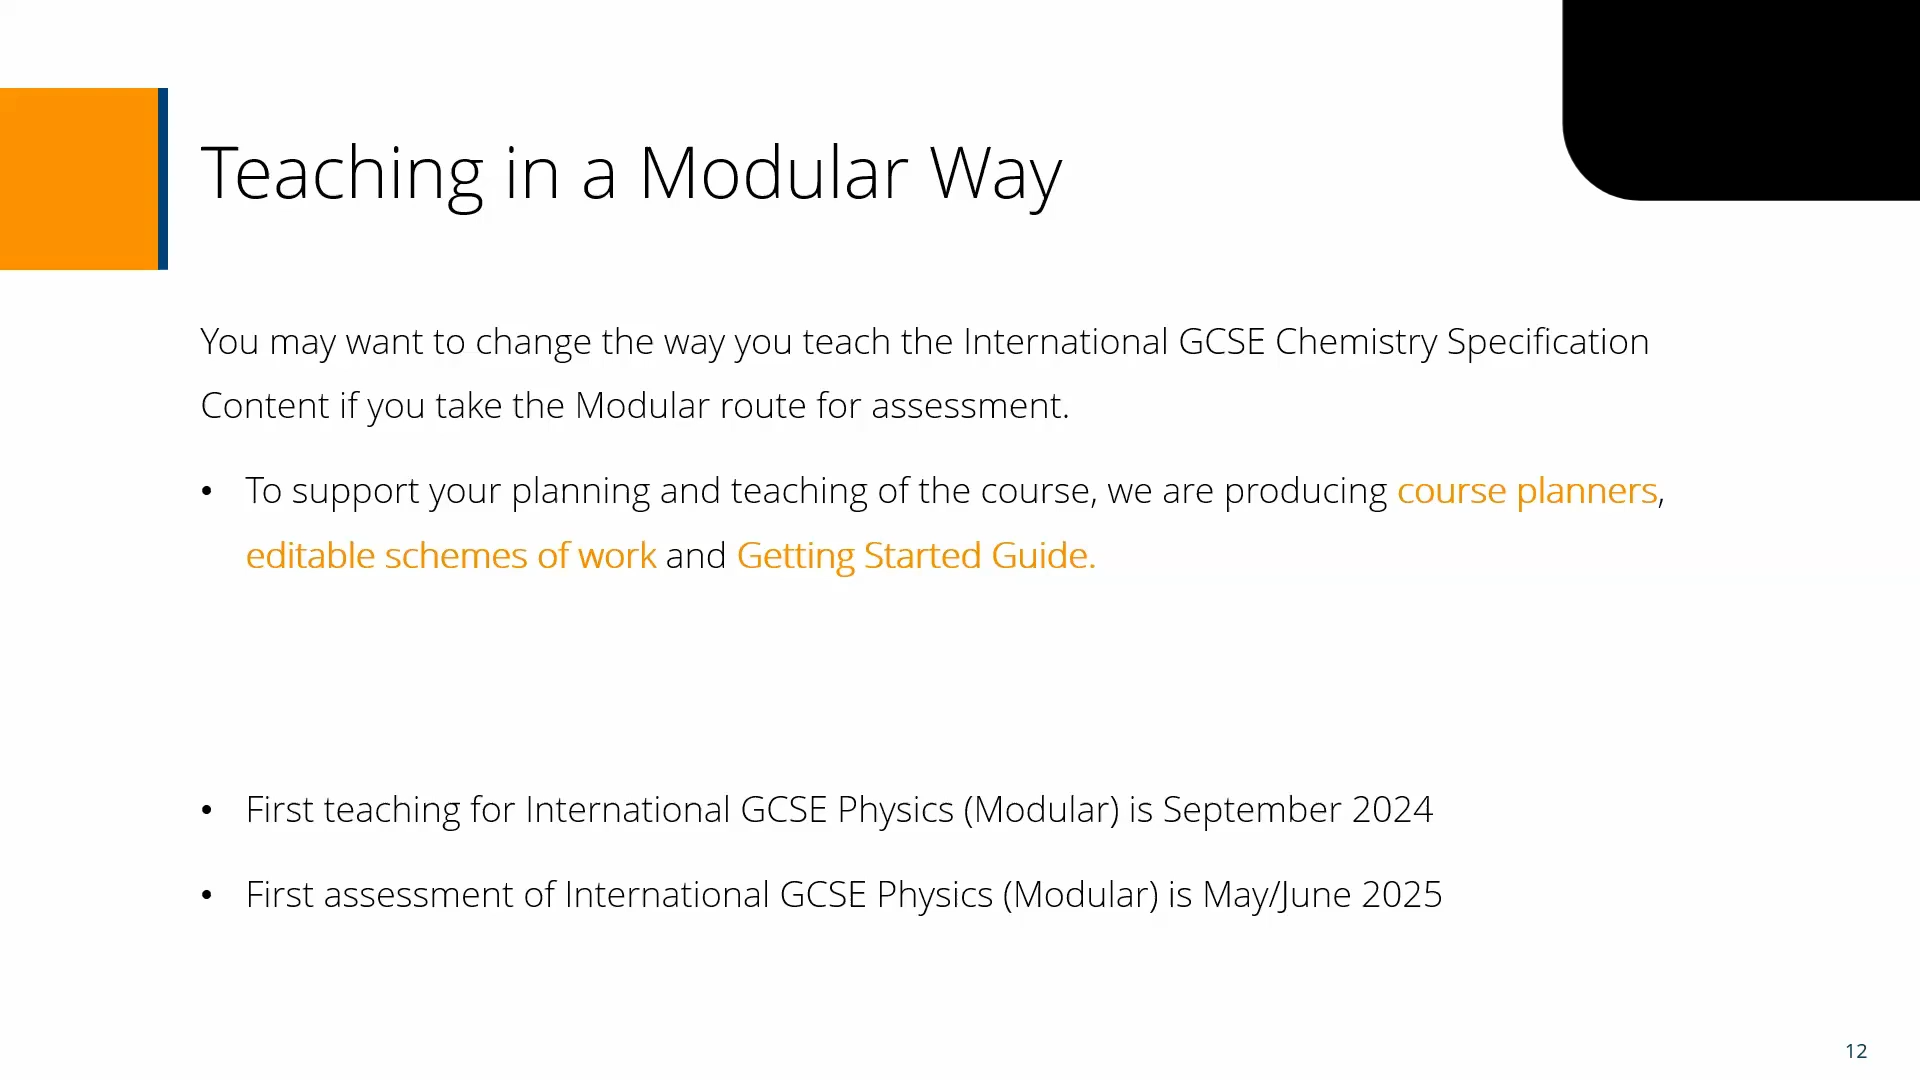 Teaching in a Modular Way
You may want to change the way you teach the International GCSE Chemistry Specification
Content if you take the Modular route for assessment.
• To support your planning and teaching of the course, we are producing course planners,
editable schemes of work and Getting Started Guide.
• First teaching for International GCSE Physics (Modular) is September 2024
• First assessment of International GCSE Physics (Modular) is May/June 2025
12